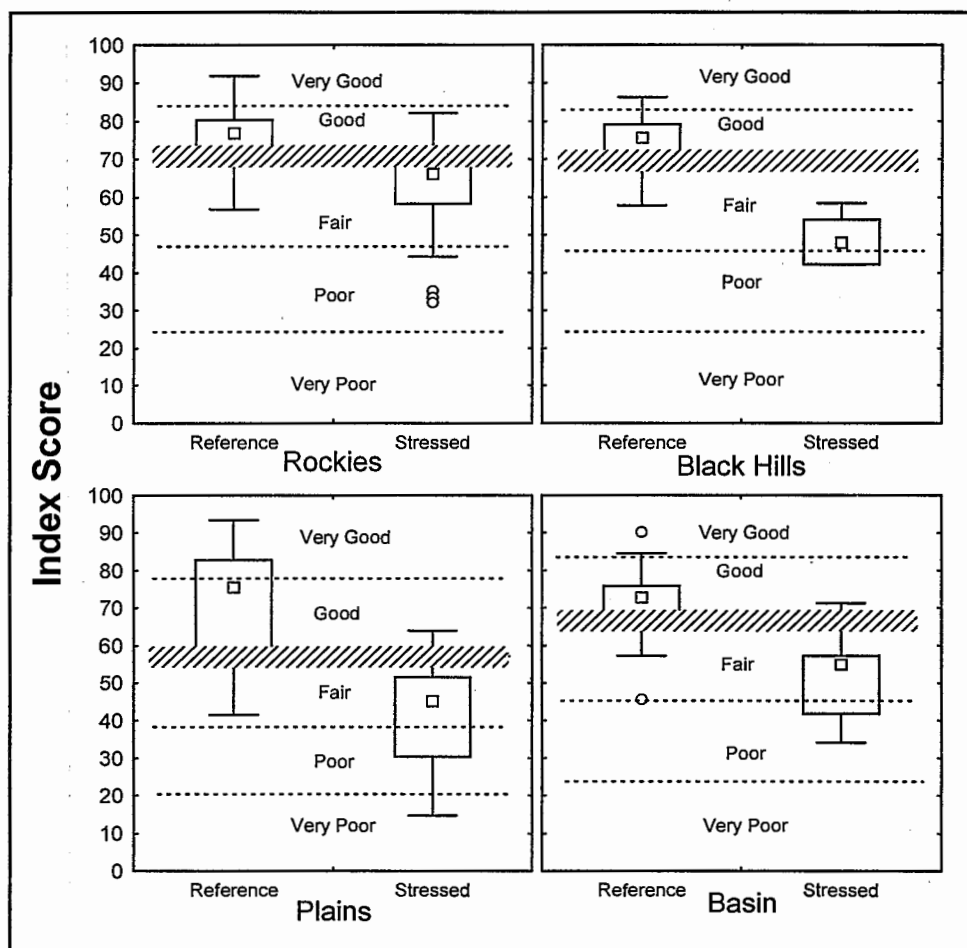 Index Score
100
90
80
70
60
50
40
30
20
10
0
Very Good
Good
Fair
Poor
Very Poor
Reference Stressed
Rockies
Very Good
Good
Fair
Poor
Very Poor
Reference Stressed
Black Hills
100
90
80
70
60
50
40
30
20
10
0
Very Good
Good
Fair
Poor
Very Poor
Reference Stressed
Plains
Very Good
Good
Fair
Poor
Very Poor
Reference Stressed
Basin